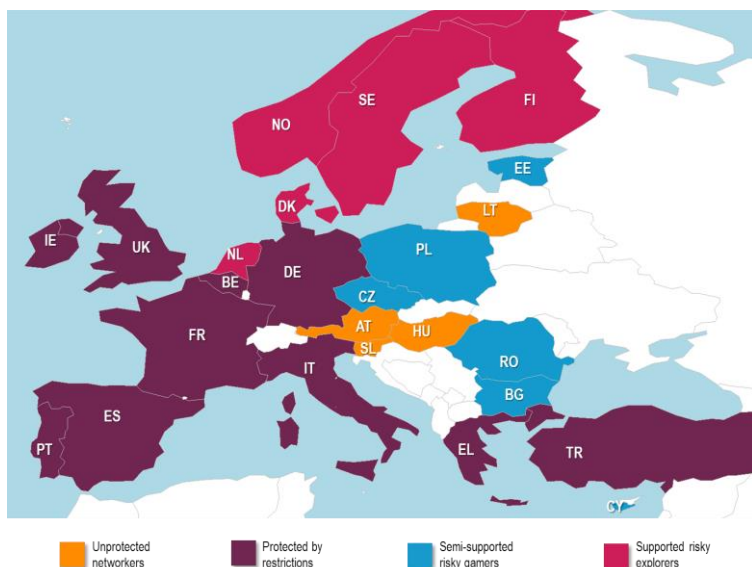 SE
FI
NO
EE
DK
LT
IE
UK
NL
PL
BE
DE
CZ
FR
AT
HU
SL
RO
IT
BG
ES
PT
EL
TR
CY
Unprotected
networkers
Protected by
restrictions
Semi-supported
risky gamers
Supported risky
explorers